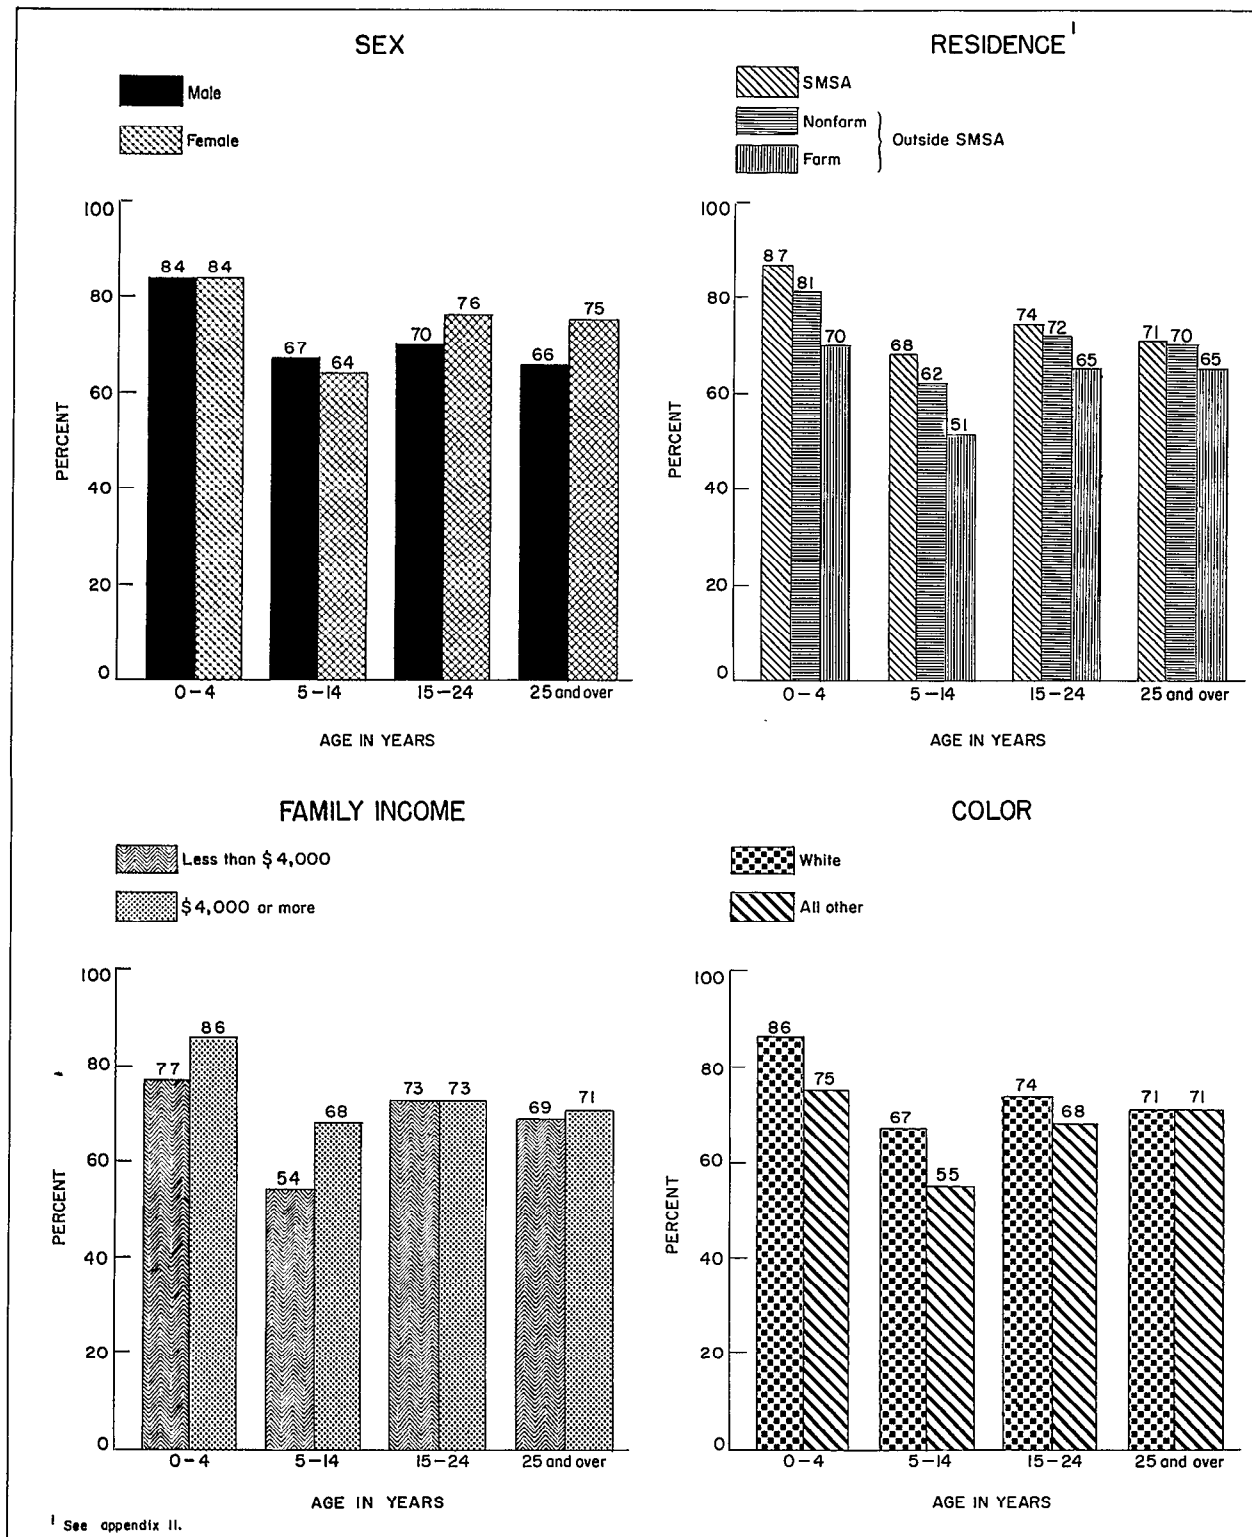 SEX
Male
Female
100
80
60
40
20
0
PERCENT
84 84
67 64
70 76
66 75
0-4 5-14 15-24 25 and over
AGE IN YEARS
RESIDENCE 1
SMSA
Nonfarm
Farm
Outside SMSA
100
80
60
40
20
0
PERCENT
87 81 70
68 62 51
74 72 65
71 70 65
0-4 5-14 15-24 25 and over
AGE IN YEARS
FAMILY INCOME
Less than $4,000
$4,000 or more
100
80
60
40
20
0
PERCENT
77 86
54 68
73 73
69 71
0-4 5-14 15-24 25 and over
AGE IN YEARS
COLOR
White
All other
100
80
60
40
20
0
PERCENT
86 75
67 55
74 68
71 71
0-4 5-14 15-24 25 and over
AGE IN YEARS
1 See appendix II.